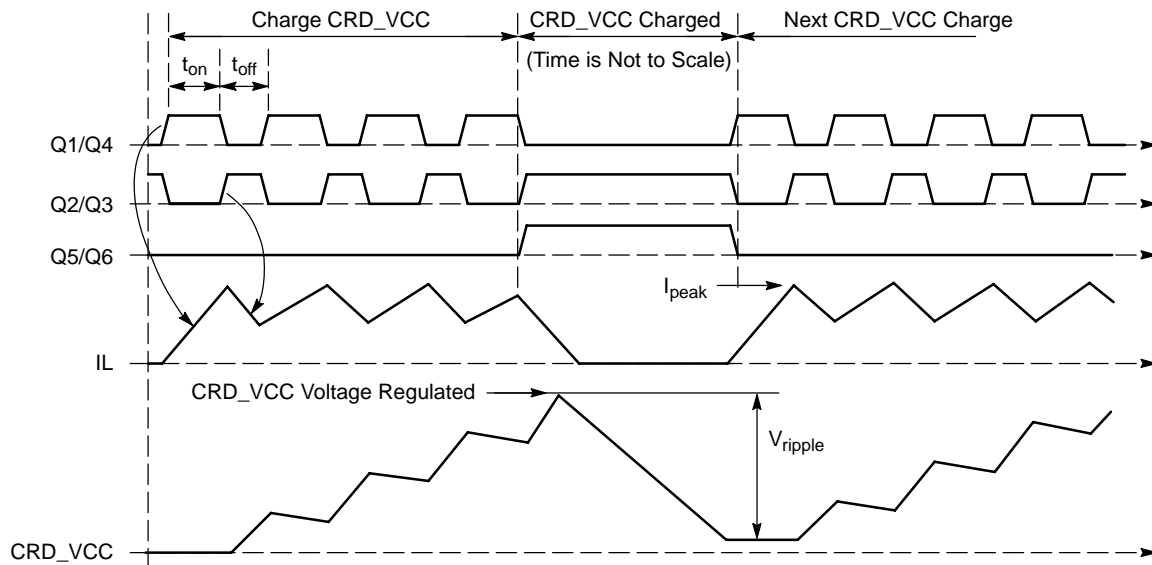 Charge CRD_VCC
CRD_VCC Charged
Next CRD_VCC Charge
(Time is Not to Scale)
ton
toff
Q1/Q4
Q2/Q3
Q5/Q6
Ipeak
IL
CRD_VCC Voltage Regulated
Vripple
CRD_VCC